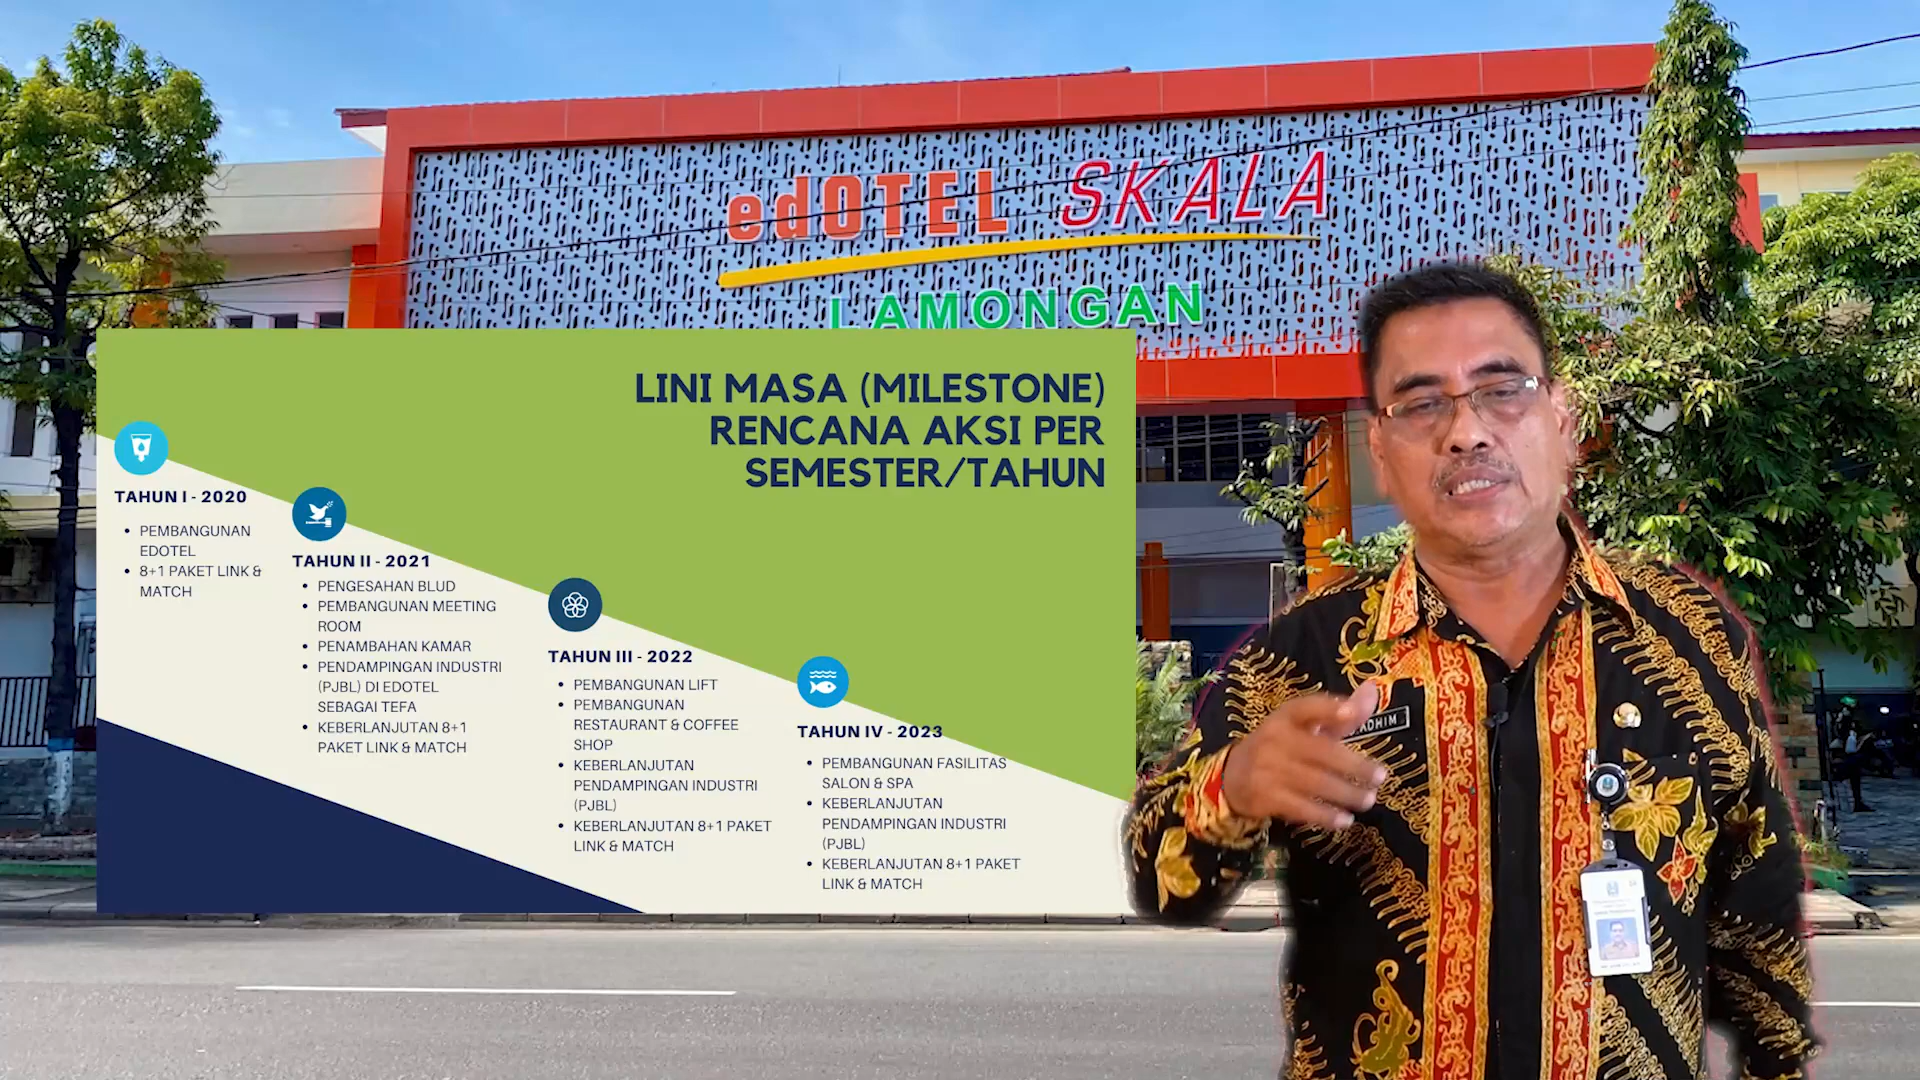 edOTEL SKALA
LAMONGAN
LINI MASA (MILESTONE)
RENCANA AKSI PER
SEMESTER/TAHUN
TAHUN I - 2020
• PEMBANGUNAN
EDOTEL
• 8+1 PAKET LINK &
MATCH
TAHUN II - 2021
• PENGESAHAN BLUD
• PEMBANGUNAN MEETING
ROOM
• PENAMBAHAN KAMAR
• PENDAMPINGAN INDUSTRI
(PJBL) DI EDOTEL
SEBAGAI TEFA
• KEBERLANJUTAN 8+1
PAKET LINK & MATCH
TAHUN III - 2022
• PEMBANGUNAN LIFT
• PEMBANGUNAN
RESTAURANT & COFFEE
SHOP
• KEBERLANJUTAN
PENDAMPINGAN INDUSTRI
(PJBL)
• KEBERLANJUTAN 8+1 PAKET
LINK & MATCH
TAHUN IV - 2023
• PEMBANGUNAN FASILITAS
SALON & SPA
• KEBERLANJUTAN
PENDAMPINGAN INDUSTRI
(PJBL)
• KEBERLANJUTAN 8+1 PAKET
LINK & MATCH